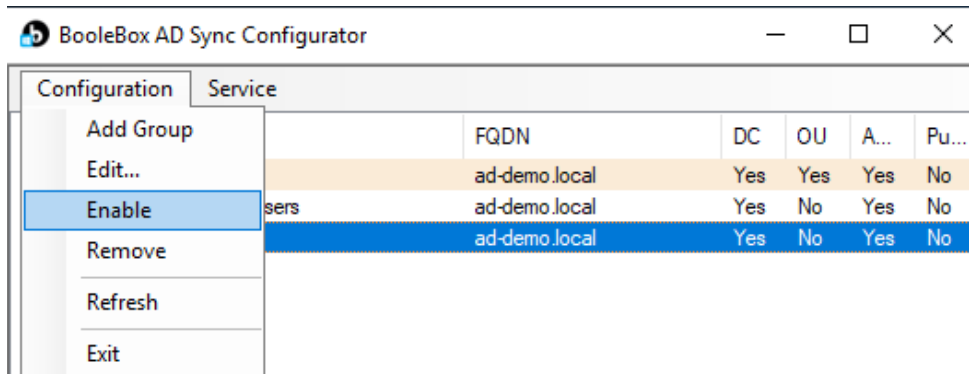 BooleBox AD Sync Configurator
Configuration Service
Add Group
FQDN DC OU A... Pu...
Edit...
ad-demo.local Yes Yes Yes No
Enable
sers ad-demo.local Yes No Yes No
Remove
ad-demo.local Yes No Yes No
Refresh
Exit